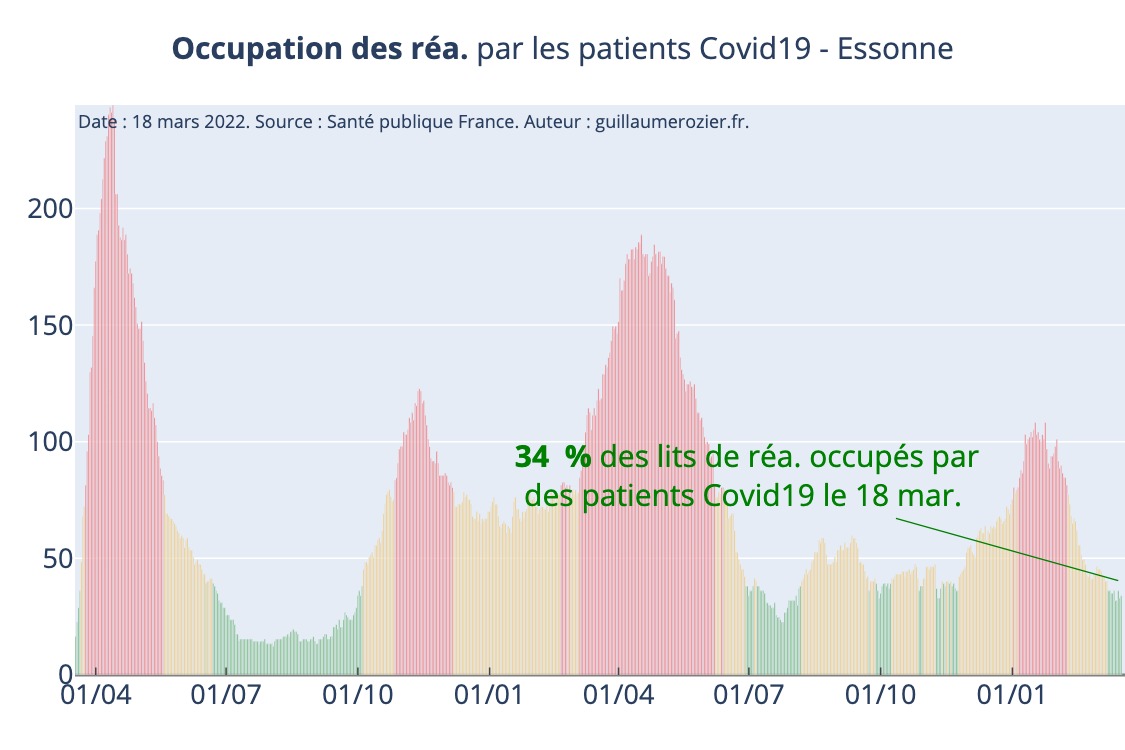 Occupation des réa. par les patients Covid19 - Essonne
Date : 18 mars 2022. Source : Santé publique France. Auteur : guillaumerozier.fr.
200
150
100
34  % des lits de réa. occupés par
des patients Covid19 le 18 mar.
50
0
01/04 01/07 01/10 01/01 01/04 01/07 01/10 01/01